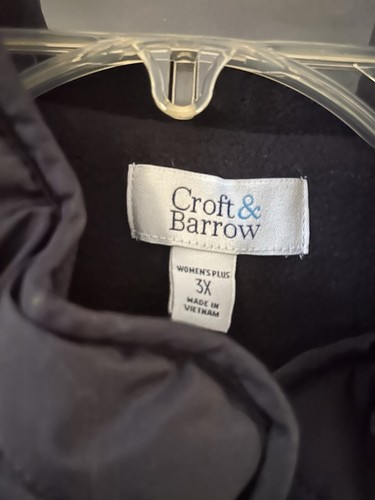 Croft&
Barrow
WOMEN'S PLUS
3X
MADE IN
VIETNAM